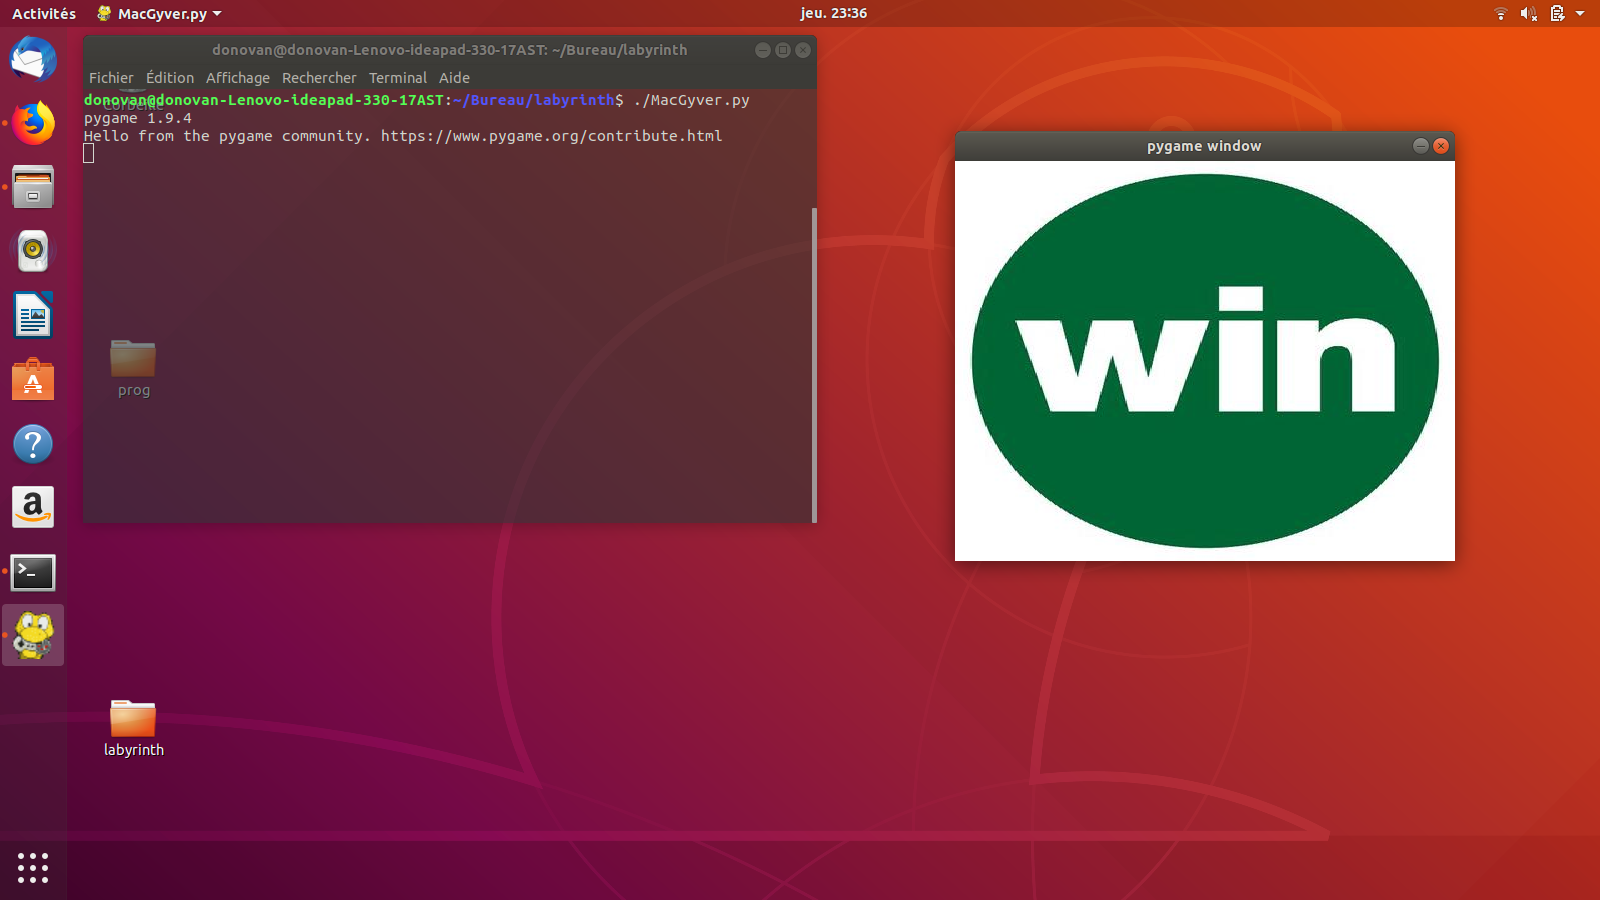 Activités
MacGyver.py
jeu. 23:36
donovan@donovan-Lenovo-ideapad-330-17AST: ~/Bureau/labyrinth
Fichier Édition Affichage Rechercher Terminal Aide
donovan@donovan-Lenovo-ideapad-330-17AST:~/Bureau/labyrinth$ ./MacGyver.py
Corbeille
pygame 1.9.4
Hello from the pygame community. https://www.pygame.org/contribute.html
prog
labyrinth
pygame window
win